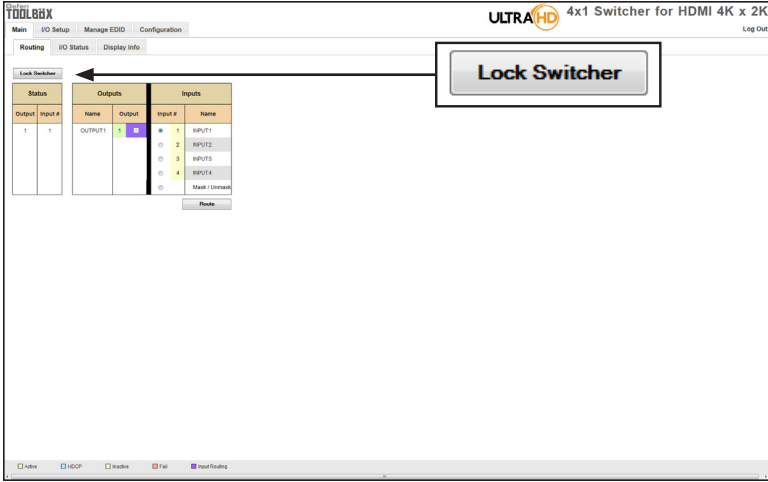 Gefen
TOOLBOX
ULTRA HD
4x1 Switcher for HDMI 4K x 2K
Main I/O Setup Manage EDID Configuration
Log Out
Routing I/O Status Display Info
Lock Switcher
Lock Switcher
Status Outputs Inputs
Output Input # Name Output Input # Name
1 1 OUTPUT1 1 1 INPUT1
2 INPUT2
3 INPUT3
4 INPUT4
Mask / Unmask
Route
Active HDCP Inactive Fail Input Routing